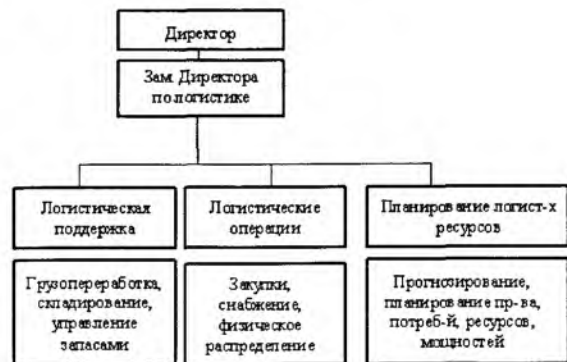 Директор
Зам. Директора
по логистике
Логистическая
поддержка
Логистические
операции
Планирование логист-х
ресурсов
Грузопереработка,
складирование,
управление
запасами
Закупки,
снабжение,
физическое
распределение
Прогнозирование,
планирование пр-ва,
потреб-й, ресурсов,
мощностей